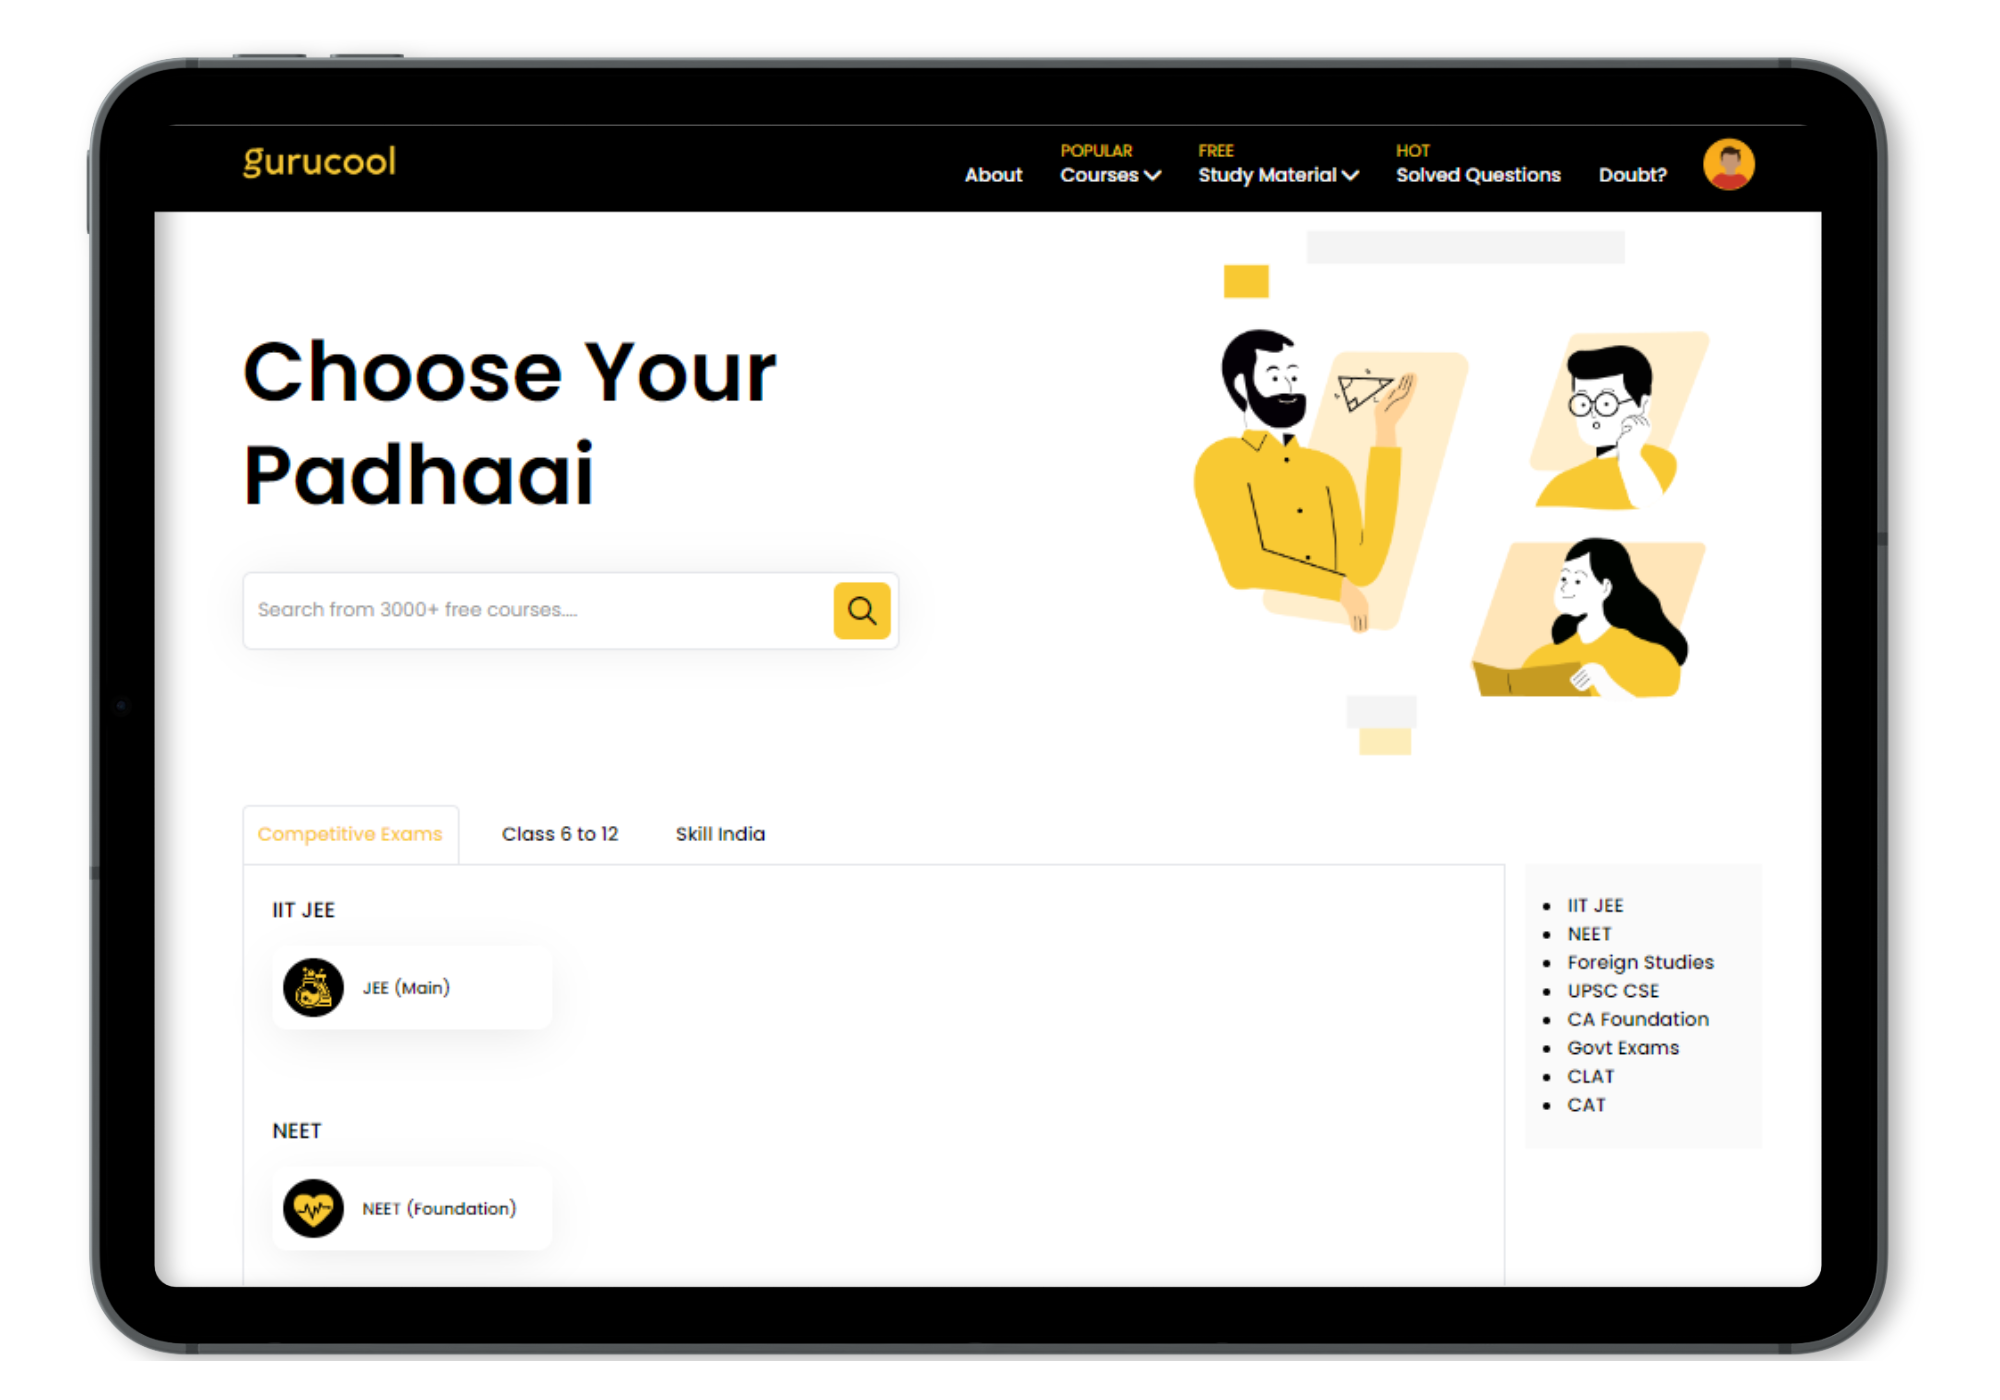 gurucool
About
POPULAR
Courses
FREE
Study Material
HOT
Solved Questions
Doubt?
Choose Your
Padhaai
Search from 3000+ free courses....
Competitive Exams
Class 6 to 12
Skill India
IIT JEE
JEE (Main)
NEET
NEET (Foundation)
IIT JEE
NEET
Foreign Studies
UPSC CSE
CA Foundation
Govt Exams
CLAT
CAT